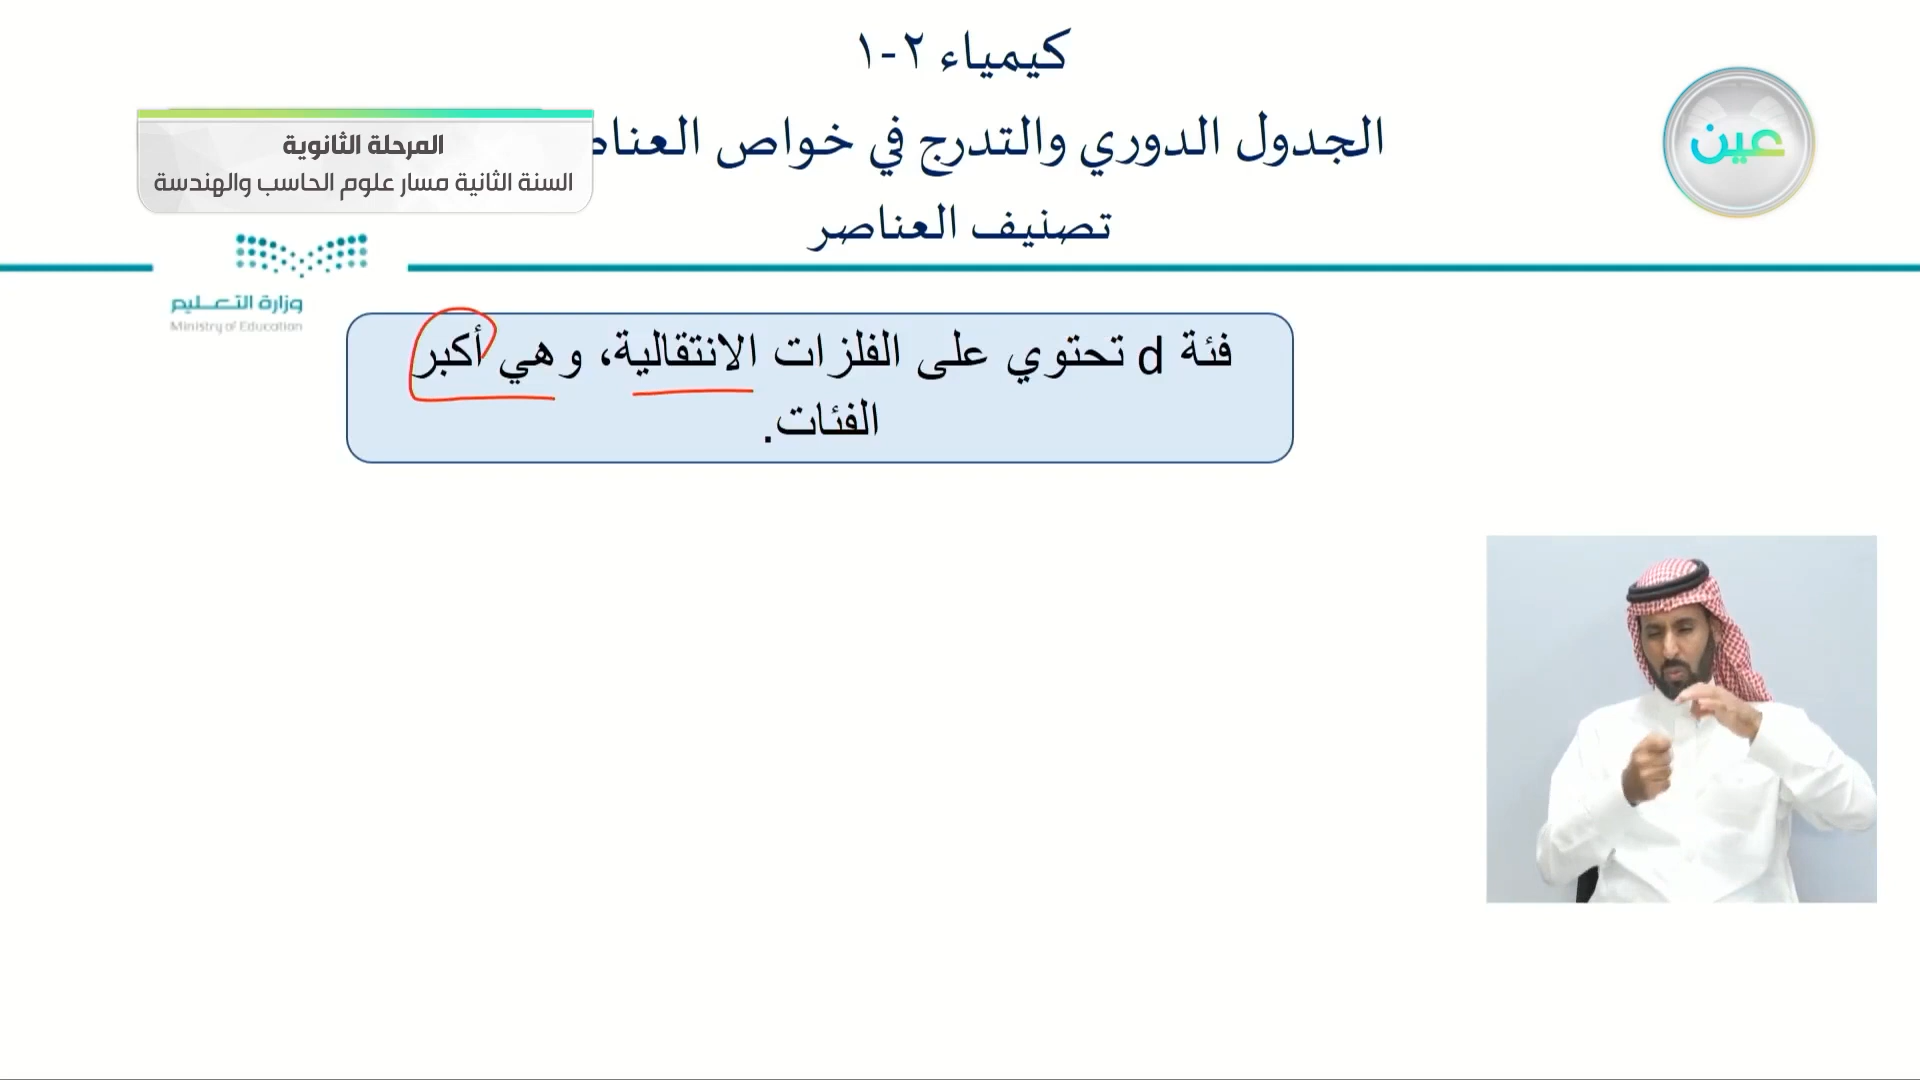 كيمياء ٢-١
الجدول الدوري والتدرج في خواص
تصنيف العناصر
المرحلة الثانوية
السنة الثانية مسار علوم الحاسب والهندسة
عين
وزارة التعليم
Ministry of Education
فئة d تحتوي على الفلزات الانتقالية، وهي أكبر
الفئات.